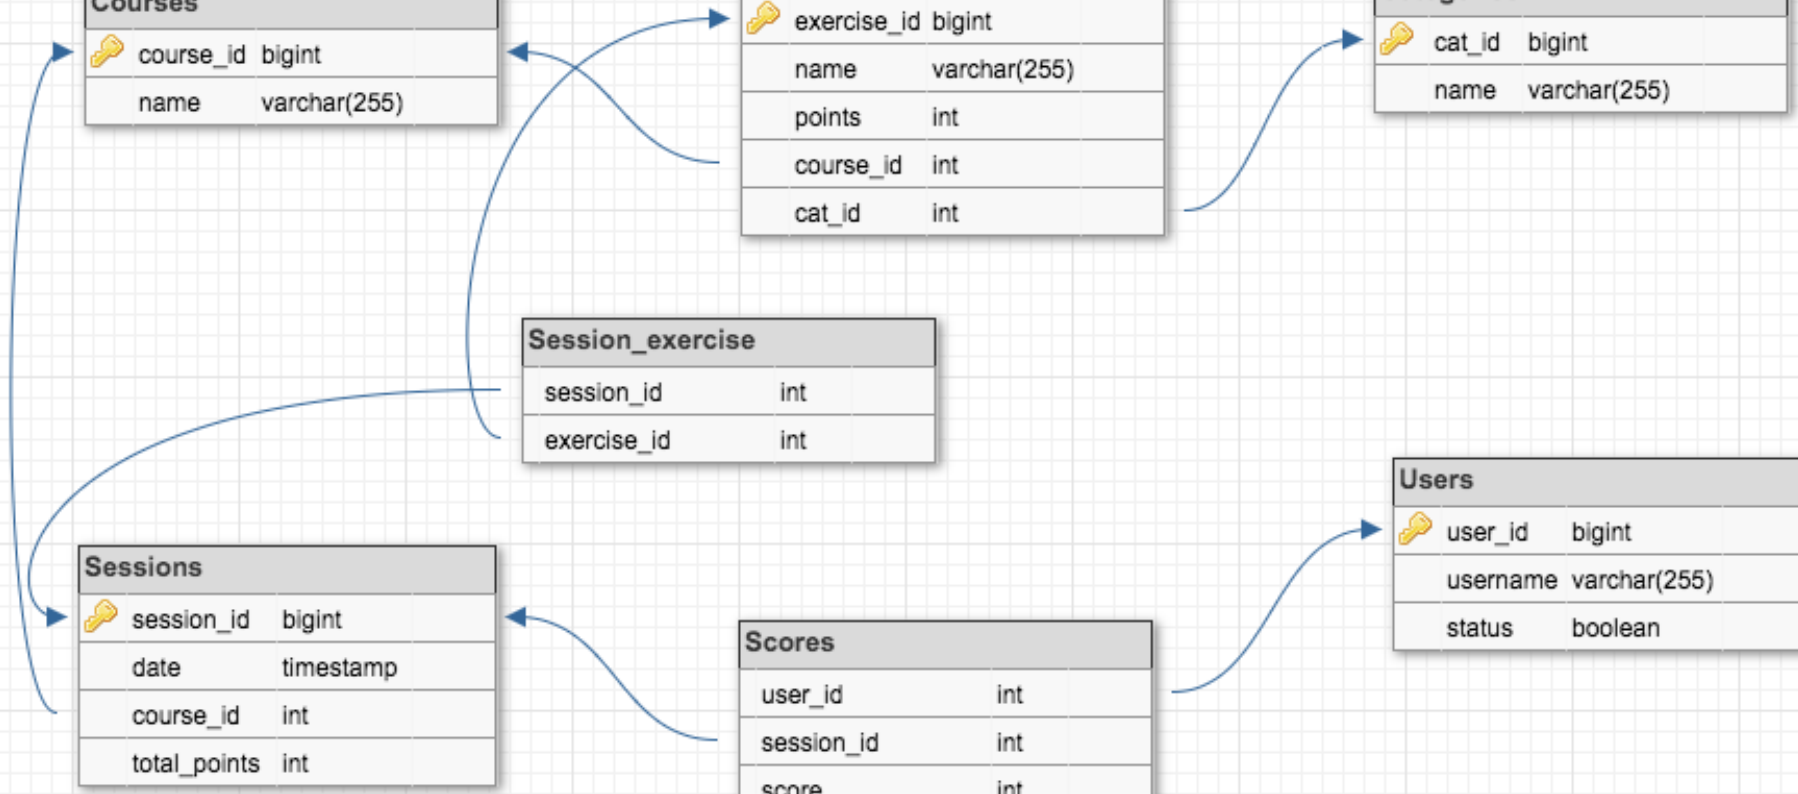 Courses
course_id bigint
name varchar(255)
exercise_id bigint
name varchar(255)
points int
course_id int
cat_id int
cat_id bigint
name varchar(255)
Session_exercise
session_id int
exercise_id int
Sessions
session_id bigint
date timestamp
course_id int
total_points int
Scores
user_id int
session_id int
score int
Users
user_id bigint
username varchar(255)
status boolean